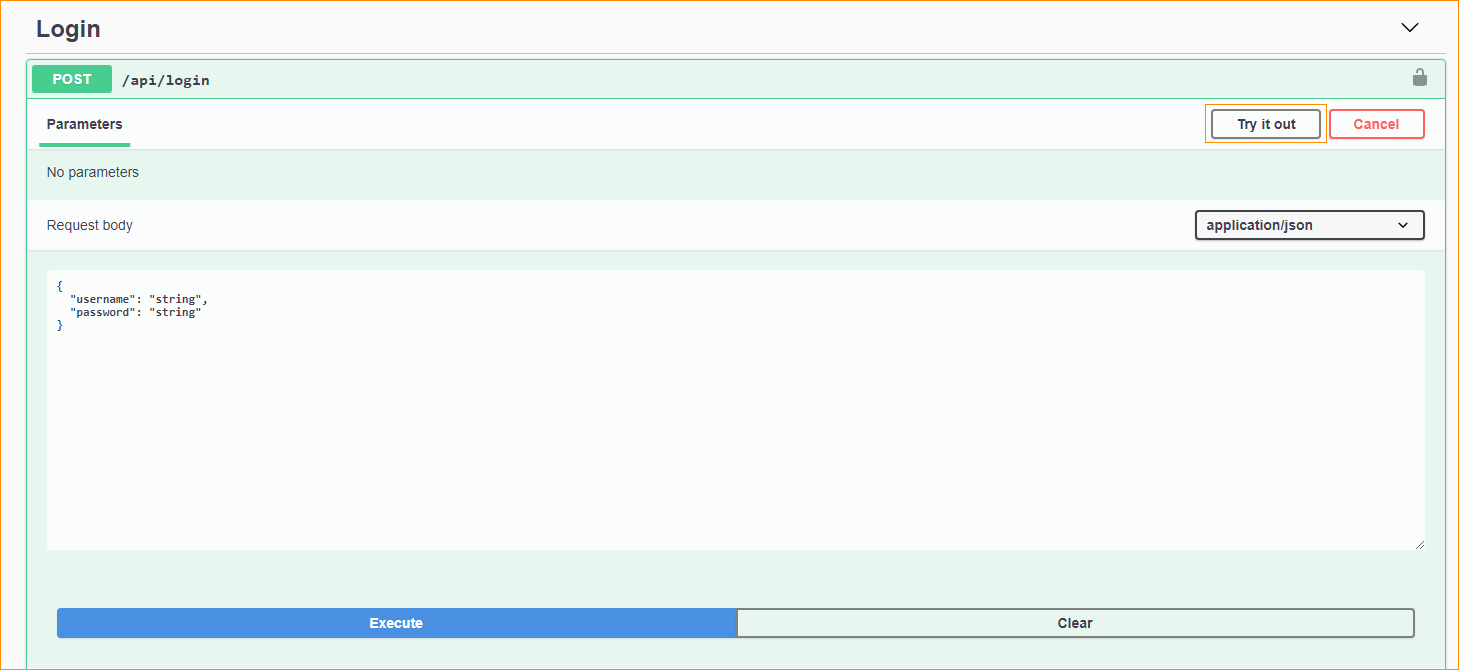 Login
POST /api/login
Parameters Try it out Cancel
No parameters
Request body application/json
{
  "username": "string",
  "password": "string"
}
Execute Clear